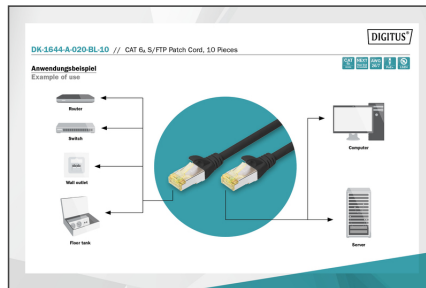 DIGITUS®
DK-1644-A-020-BL-10 // CAT 6A S/FTP Patch Cord, 10 Pieces
Anwendungsbeispiel
Example of use
CAT
Router
Switch
Wall outlet
Floor tank
Computer
Server